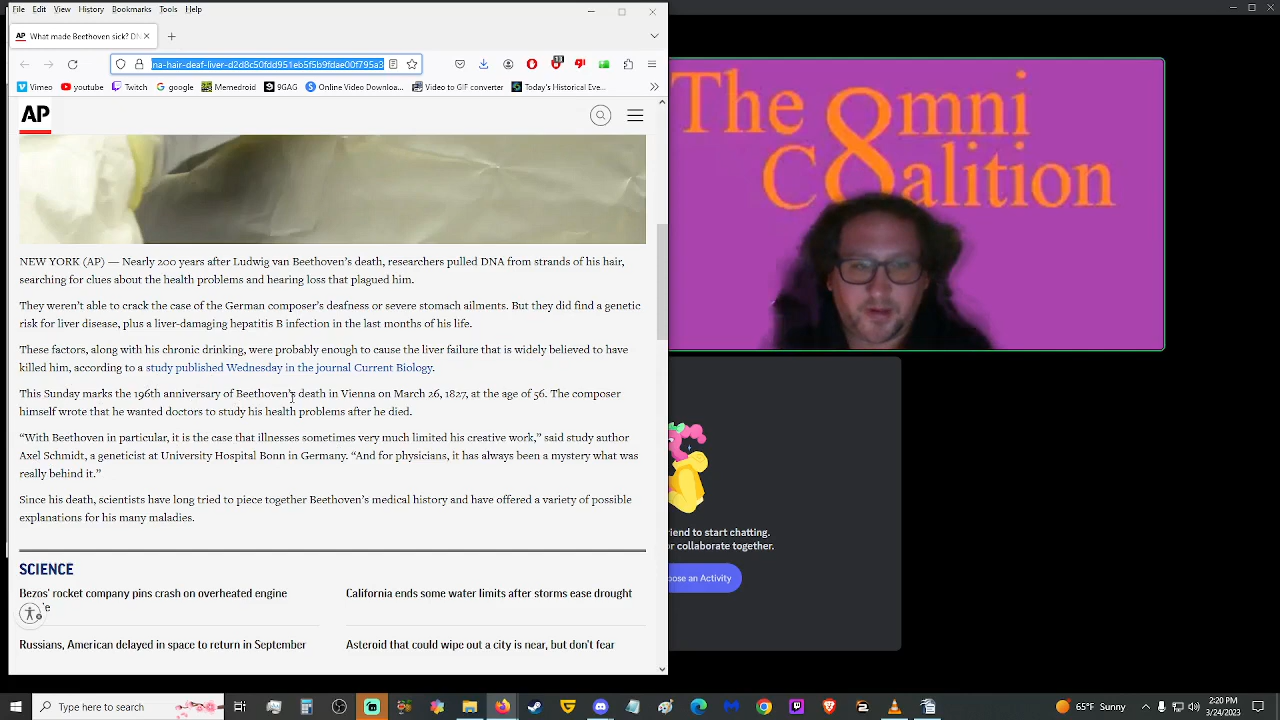 File Edit View History Bookmarks Tools Help
AP What made Beethoven sick? DN
na-hair-deaf-liver-d2d8c50fdd951eb5f5b9fdae00f795a3
Vimeo youtube Twitch google Memedroid 9GAG Online Video Downloa... Video to GIF converter Today's Historical Eve...
AP
NEW YORK (AP) — Nearly 200 years after Ludwig van Beethoven's death, researchers pulled DNA from strands of his hair,
searching for clues about the health problems and hearing loss that plagued him.
They weren't able to crack the case of the German composer's deafness or severe stomach ailments. But they did find a genetic
risk for liver disease, plus a liver-damaging hepatitis B infection in the last months of his life.
These factors, along with his chronic drinking, were probably enough to cause the liver failure that is widely believed to have
killed him, according to a study published Wednesday in the journal Current Biology.
This Sunday marks the 196th anniversary of Beethoven's death in Vienna on March 26, 1827, at the age of 56. The composer
himself wrote that he wanted doctors to study his health problems after he died.
“With Beethoven in particular, it is the case that illnesses sometimes very much limited his creative work,” said study author
Axel Schmidt, a geneticist at University Hospital Bonn in Germany. “And for physicians, it has always been a mystery what was
really behind it.”
Since his death, scientists have long tried to piece together Beethoven's medical history and have offered a variety of possible
explanations for his many maladies.
SCIENCE
Bezos' rocket company pins crash on overheated engine
California ends some water limits after storms ease drought
Russians, American delayed in space to return in September
Asteroid that could wipe out a city is near, but don't fear
The Omni
Coalition
riend to start chatting.
or collaborate together.
oose an Activity
Type here to search
65°F Sunny
2:20 PM
3/24/2023